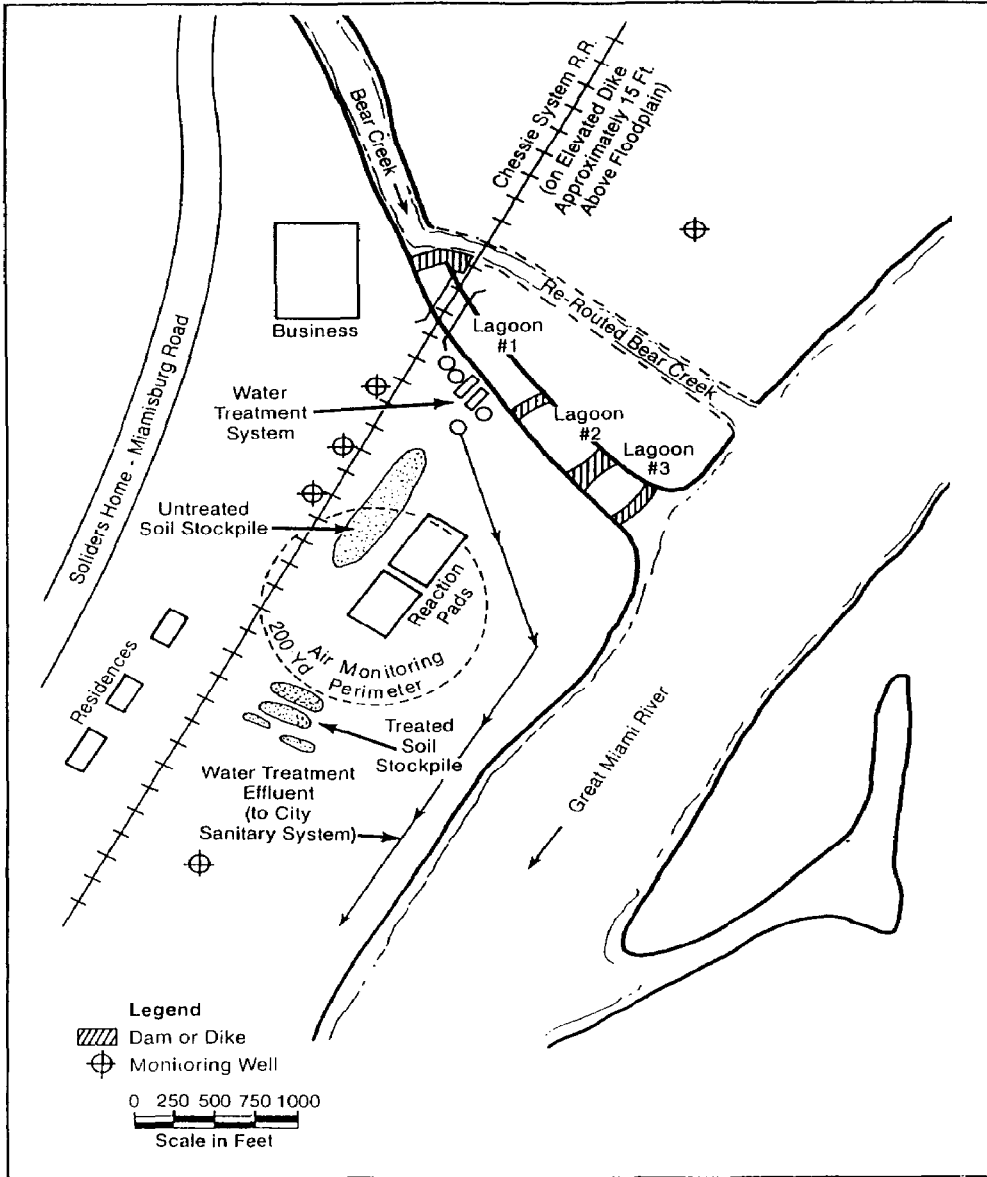 Bear Creek
Chessie System R.R.
(on Elevated Dike
Approximately 15 Ft.
Above Floodplain)
Business
Re-Routed Bear Creek
Lagoon
#1
Soliders Home - Miamisburg Road
Water
Treatment
System
Lagoon
#2
Lagoon
#3
Untreated
Soil Stockpile
Reaction
Pads
200 Yd
Air Monitoring
Perimeter
Residences
Treated
Soil
Stockpile
Water Treatment
Effluent
(to City
Sanitary System)
Great Miami River
Legend
Dam or Dike
Monitoring Well
0 250 500 750 1000
Scale in Feet